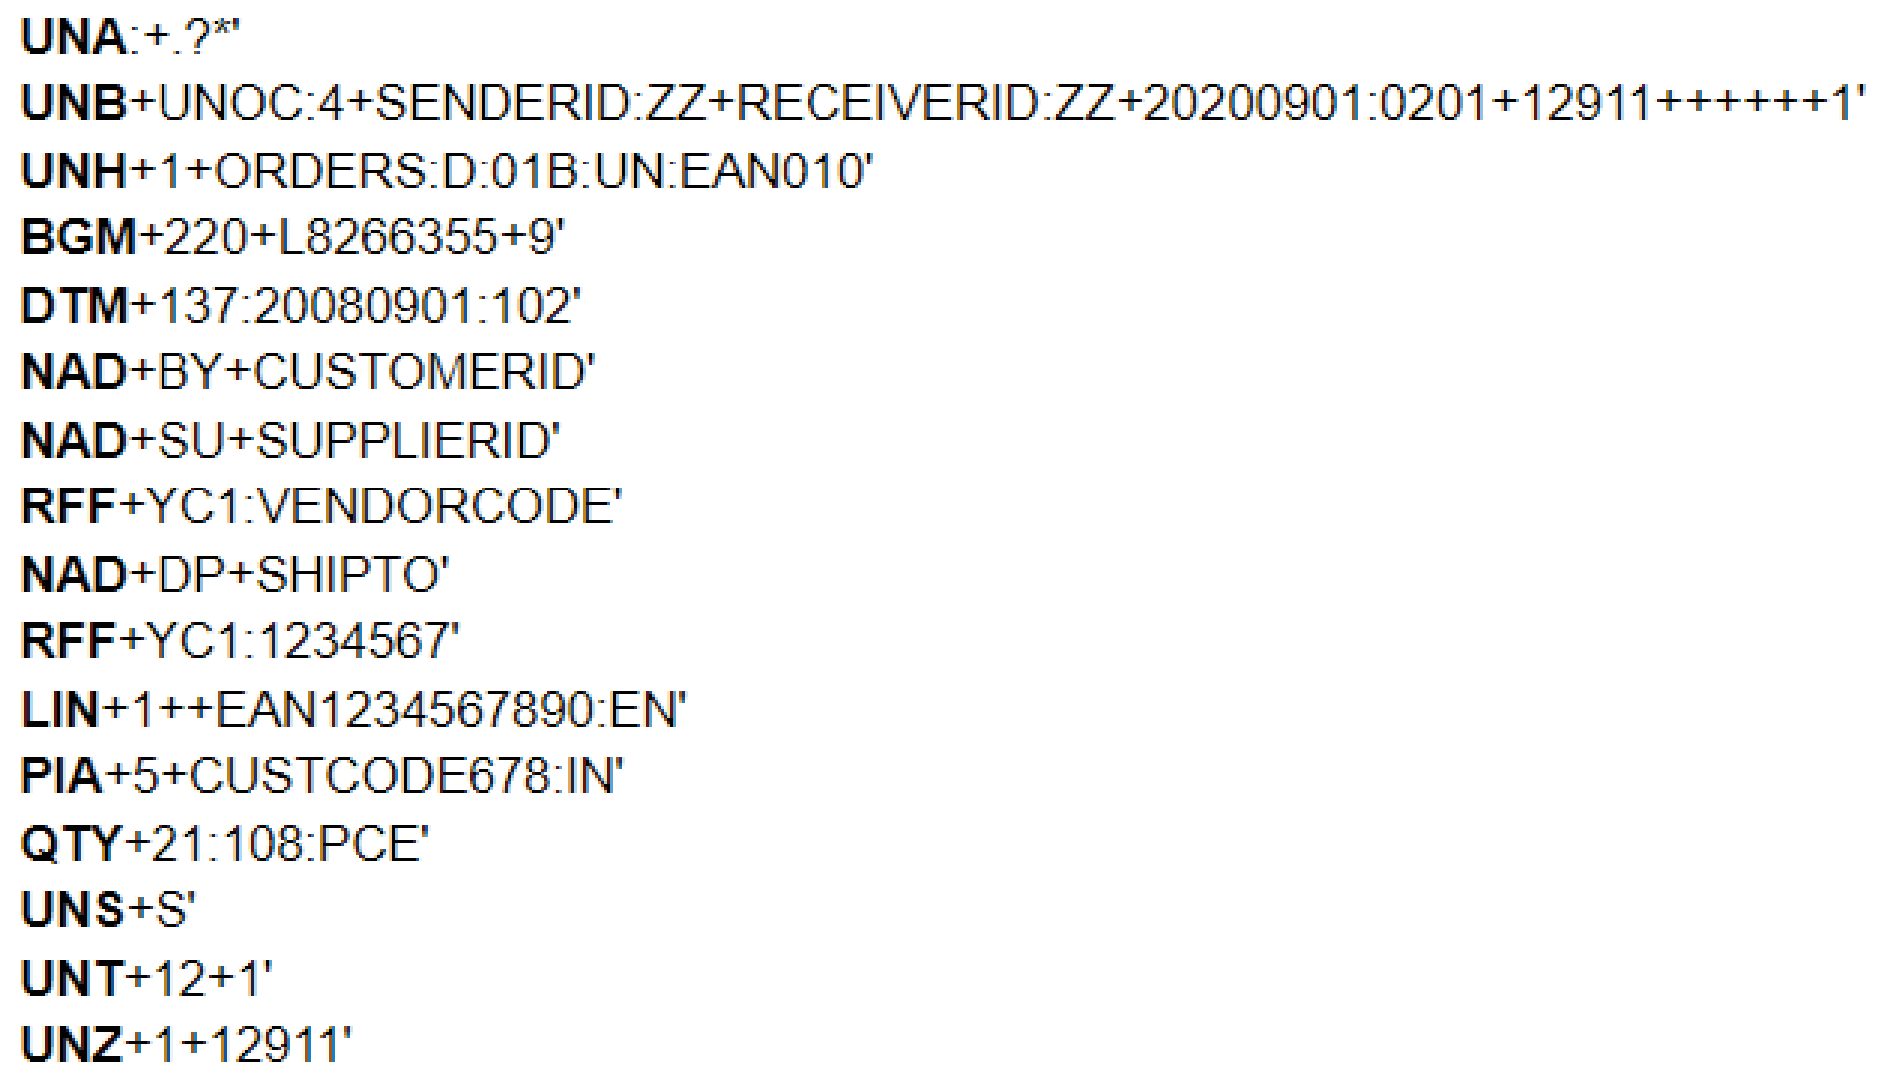 UNA:+.?*'
UNB+UNOC:4+SENDERID:ZZ+RECEIVERID:ZZ+20200901:0201+12911++++++1'
UNH+1+ORDERS:D:01B:UN:EAN010'
BGM+220+L8266355+9'
DTM+137:20080901:102'
NAD+BY+CUSTOMERID'
NAD+SU+SUPPLIERID'
RFF+YC1:VENDORCODE'
NAD+DP+SHIPTO'
RFF+YC1:1234567'
LIN+1++EAN1234567890:EN'
PIA+5+CUSTCODE678:IN'
QTY+21:108:PCE'
UNS+S'
UNT+12+1'
UNZ+1+12911'